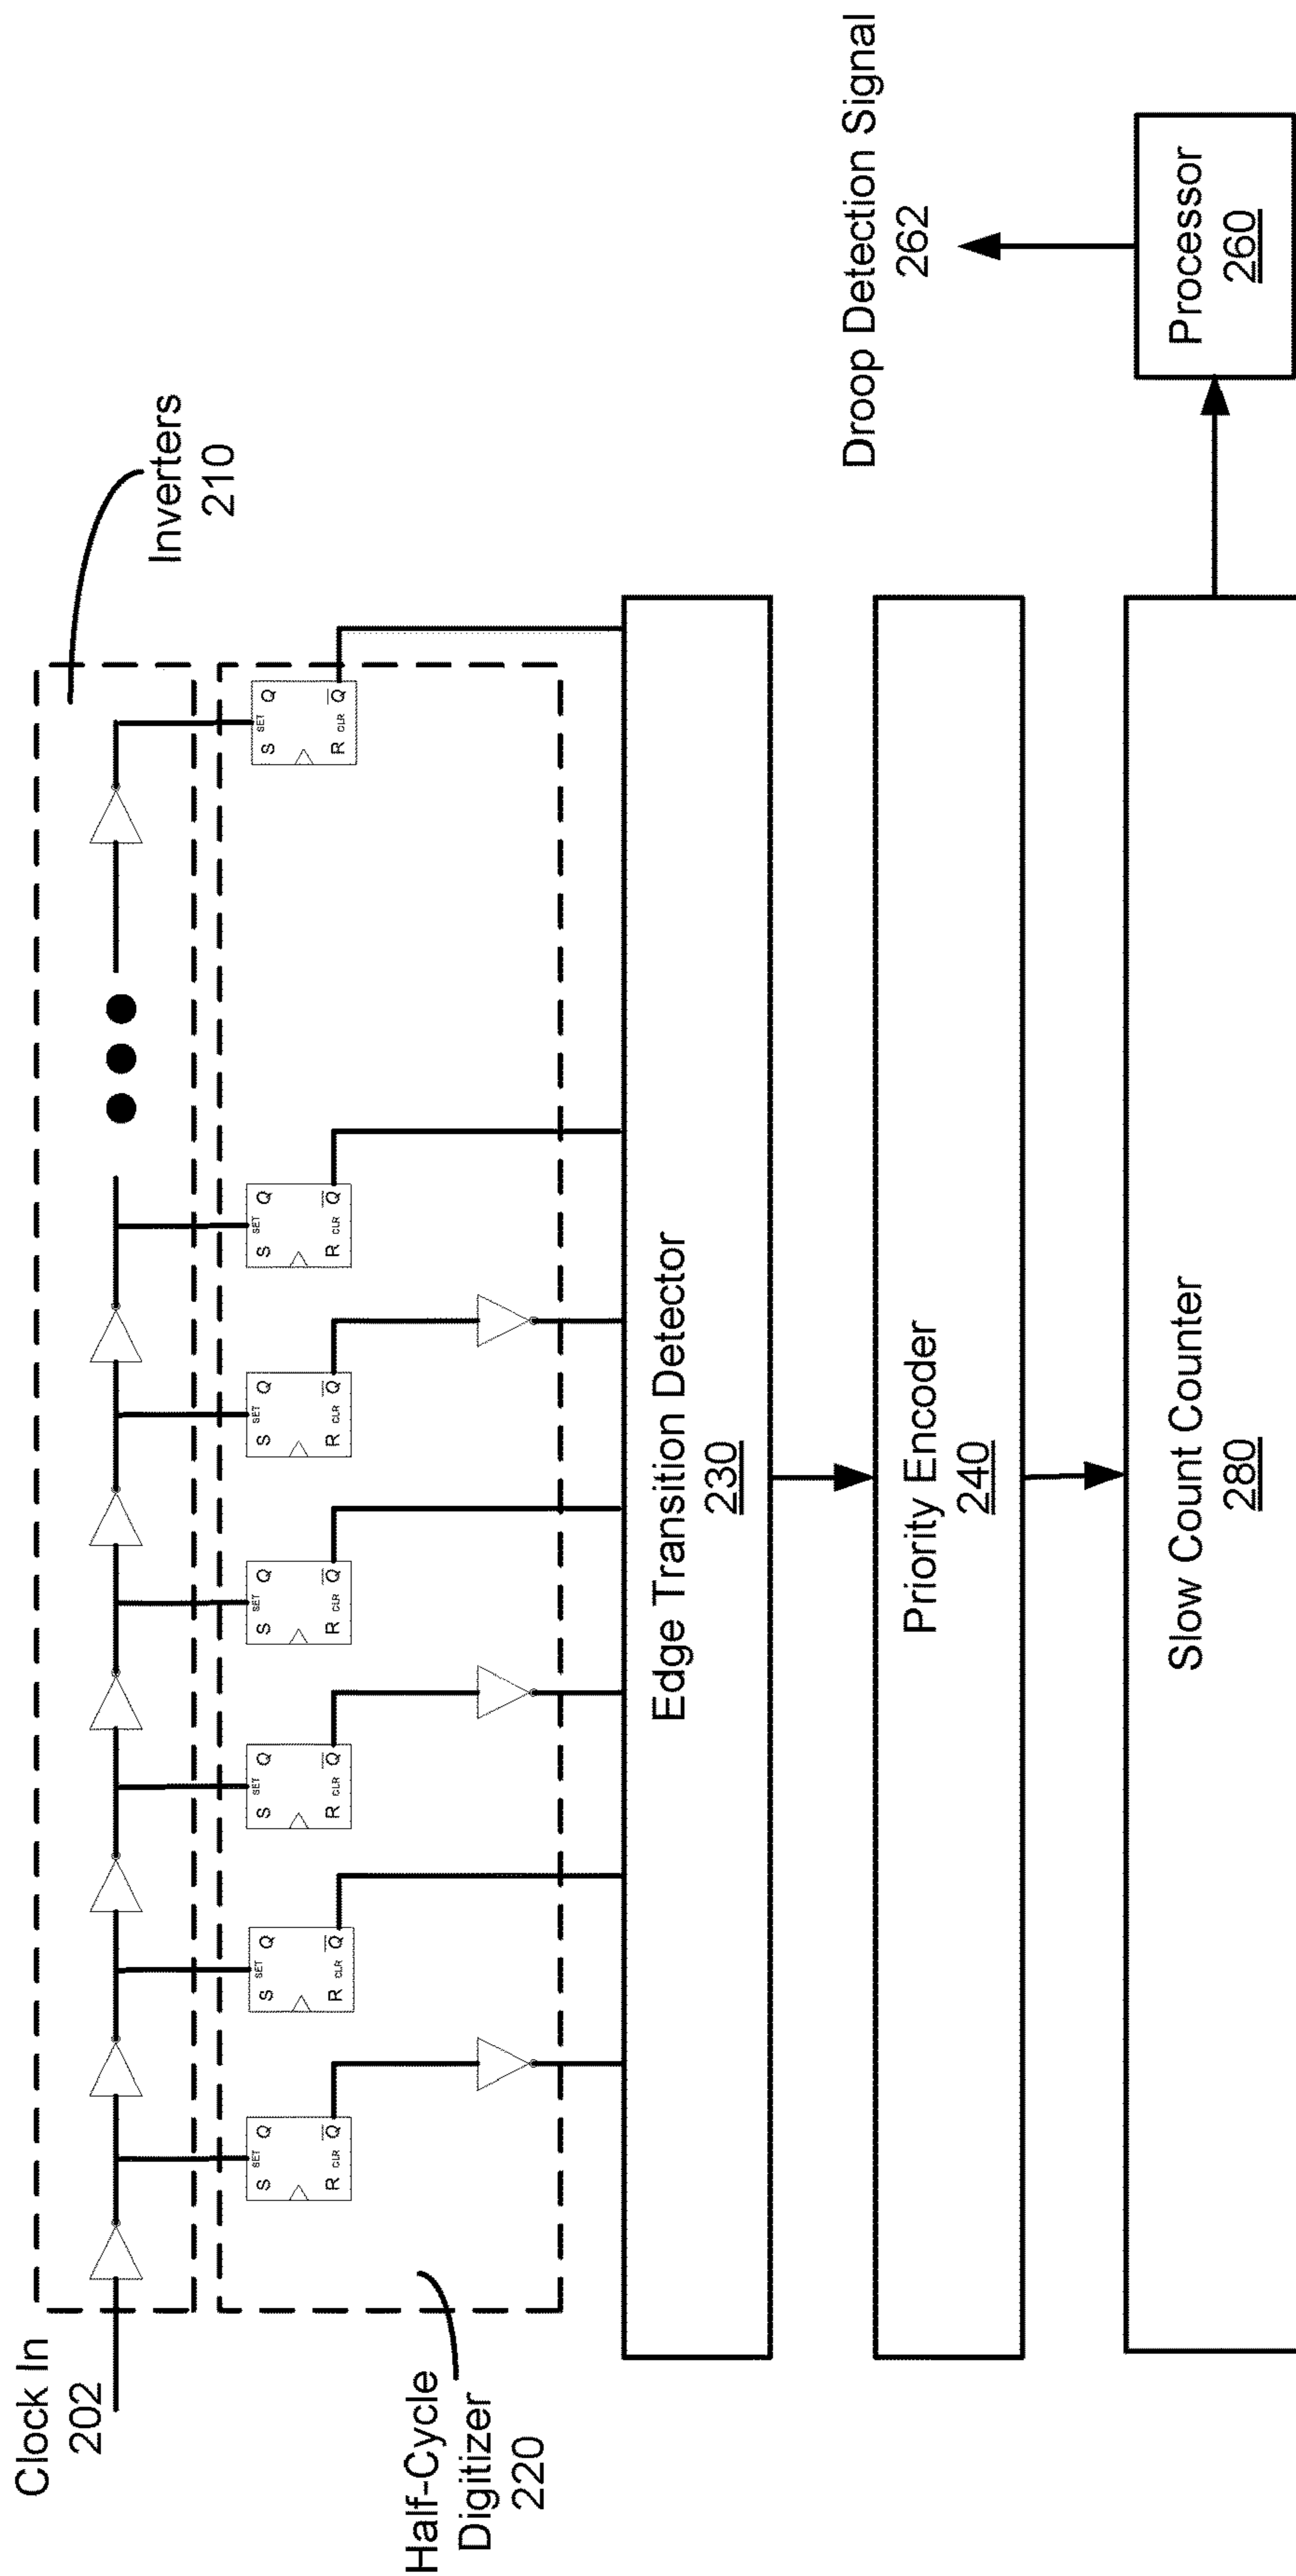 Clock In
202
Inverters
210
S
SET
Q
R
CLR
Q
S
SET
Q
R
CLR
Q
S
SET
Q
R
CLR
Q
S
SET
Q
R
CLR
Q
S
SET
Q
R
CLR
Q
S
SET
Q
R
CLR
Q
S
SET
Q
R
CLR
Q
Half-Cycle
Digitizer
220
Edge Transition Detector
230
Priority Encoder
240
Slow Count Counter
280
Droop Detection Signal
262
Processor
260